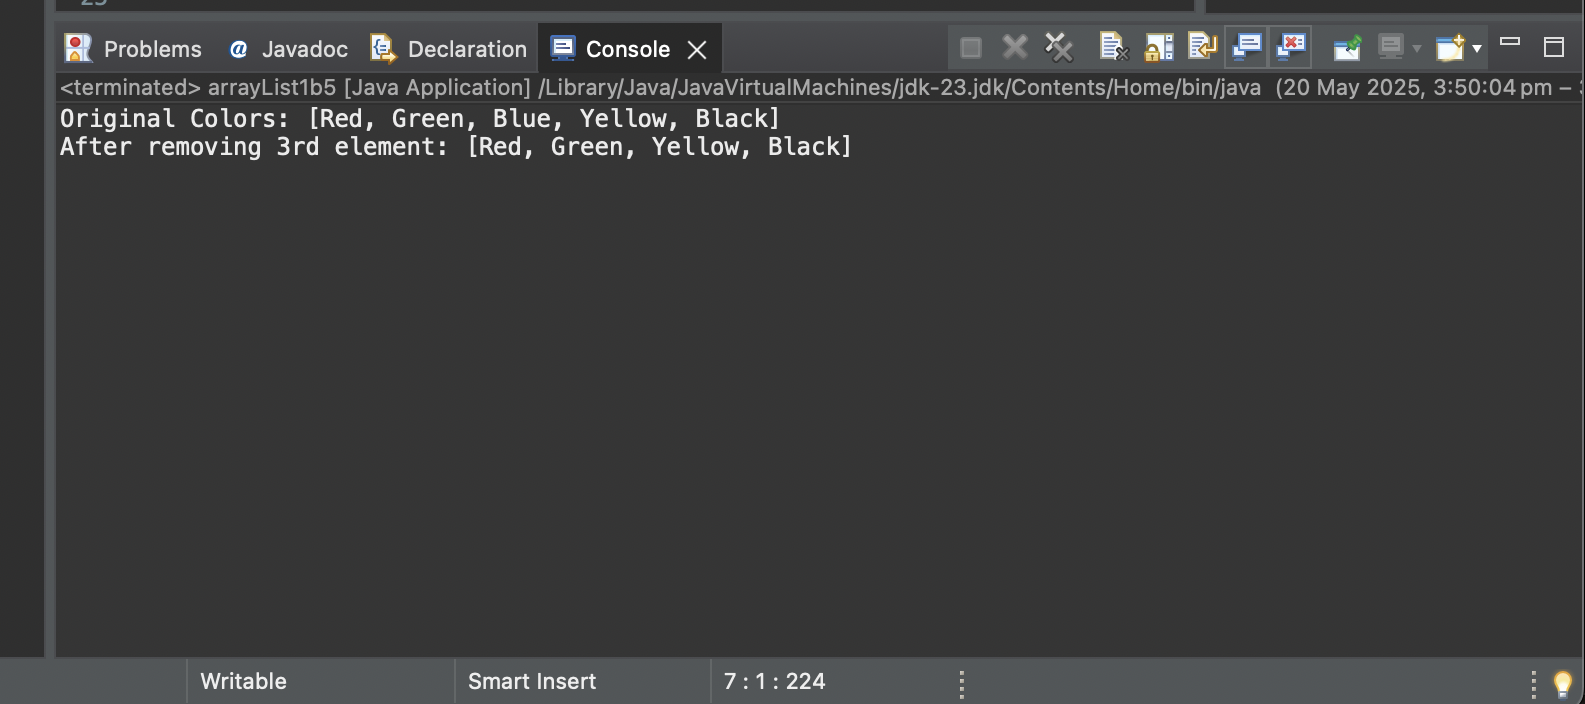 Problems @ Javadoc Declaration Console
<terminated> arrayList1b5 [Java Application] /Library/Java/JavaVirtualMachines/jdk-23.jdk/Contents/Home/bin/java (20 May 2025, 3:50:04 pm –
Original Colors: [Red, Green, Blue, Yellow, Black]
After removing 3rd element: [Red, Green, Yellow, Black]
Writable Smart Insert 7 : 1 : 224